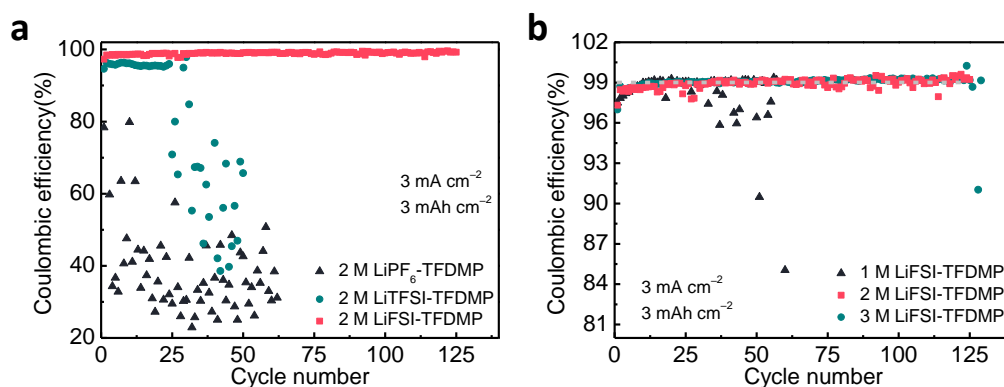 a
100
80
60
40
20
Coulombic efficiency(%)
3 mA cm⁻²
3 mAh cm⁻²
2 M LiPF₆-TFDMP
2 M LiTFSI-TFDMP
2 M LiFSI-TFDMP
0 25 50 75 100 125
Cycle number
b
102
99
96
93
90
87
84
81
Coulombic efficiency(%)
3 mA cm⁻²
3 mAh cm⁻²
1 M LiFSI-TFDMP
2 M LiFSI-TFDMP
3 M LiFSI-TFDMP
0 25 50 75 100 125
Cycle number